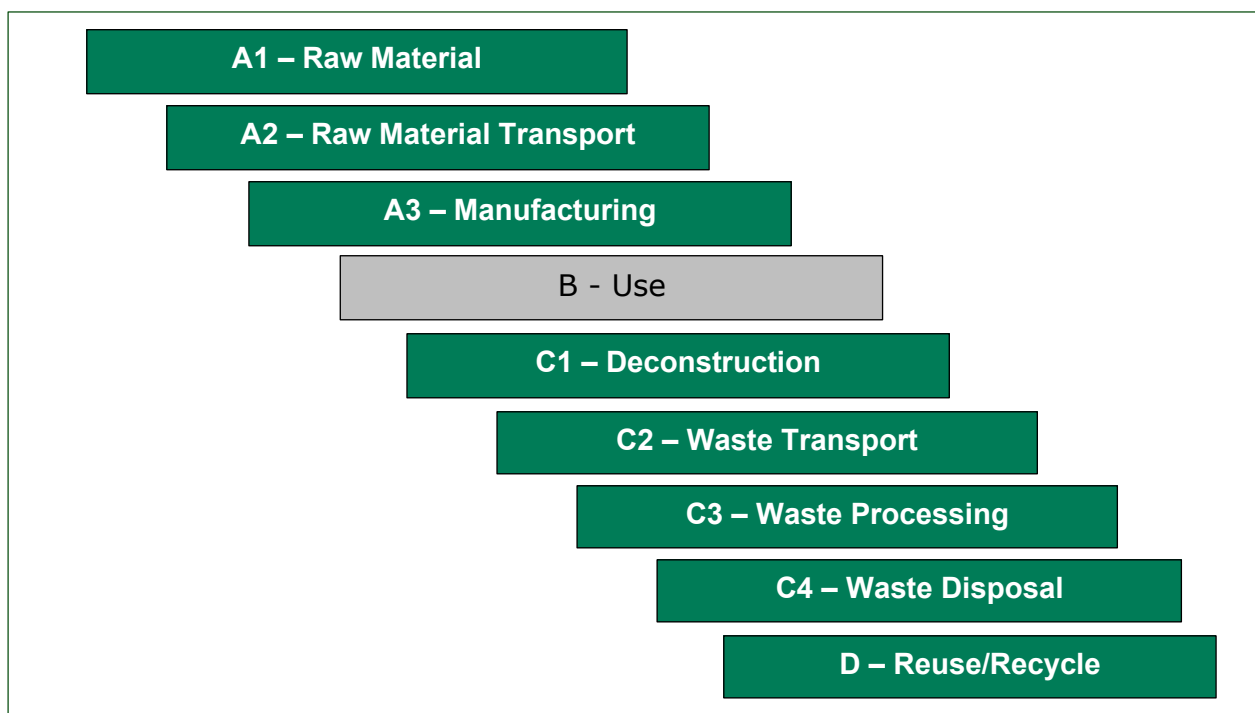 A1 – Raw Material
A2 – Raw Material Transport
A3 – Manufacturing
B - Use
C1 – Deconstruction
C2 – Waste Transport
C3 – Waste Processing
C4 – Waste Disposal
D – Reuse/Recycle